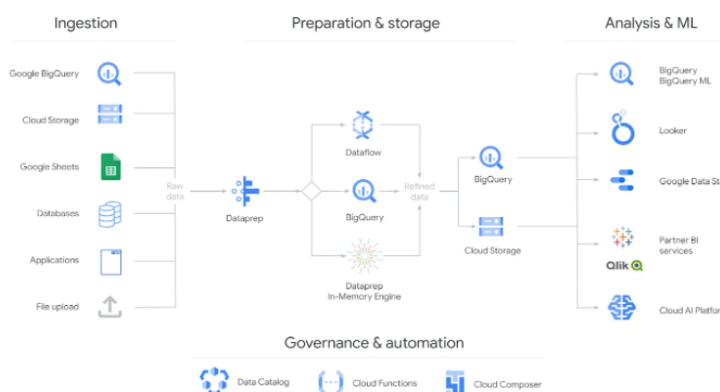 Ingestion
Preparation & storage
Analysis & ML
Google BigQuery
Cloud Storage
Google Sheets
Databases
Applications
File upload
Raw
data
Dataprep
Dataflow
BigQuery
Dataprep
In-Memory Engine
Refined
data
BigQuery
Cloud Storage
BigQuery
BigQuery ML
Looker
Google Data St
Partner BI
services
Qlik
Cloud AI Platfo
Governance & automation
Data Catalog
Cloud Functions
Cloud Composer